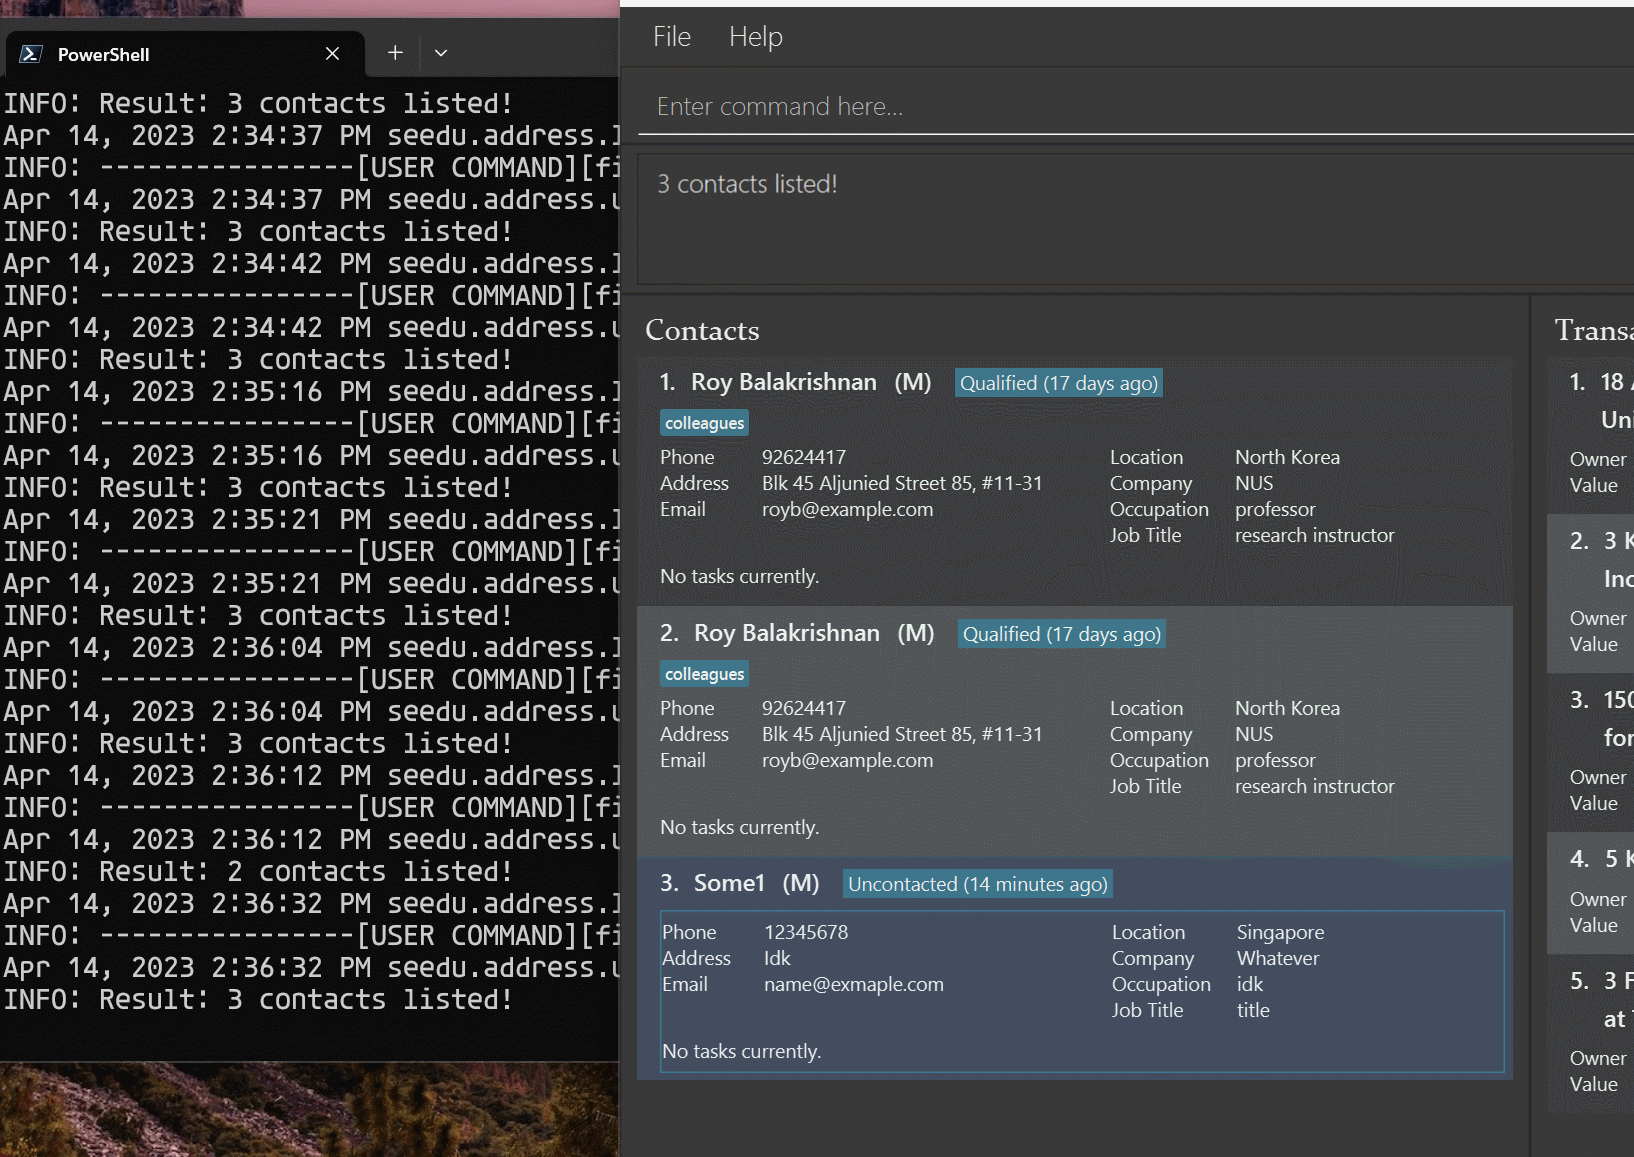 PowerShell
INFO: Result: 3 contacts listed!
Apr 14, 2023 2:34:37 PM seedu.address.l
INFO: ----------------[USER COMMAND][fi
Apr 14, 2023 2:34:37 PM seedu.address.u
INFO: Result: 3 contacts listed!
Apr 14, 2023 2:34:42 PM seedu.address.l
INFO: ----------------[USER COMMAND][fi
Apr 14, 2023 2:34:42 PM seedu.address.u
INFO: Result: 3 contacts listed!
Apr 14, 2023 2:35:16 PM seedu.address.l
INFO: ----------------[USER COMMAND][fi
Apr 14, 2023 2:35:16 PM seedu.address.u
INFO: Result: 3 contacts listed!
Apr 14, 2023 2:35:21 PM seedu.address.l
INFO: ----------------[USER COMMAND][fi
Apr 14, 2023 2:35:21 PM seedu.address.u
INFO: Result: 3 contacts listed!
Apr 14, 2023 2:36:04 PM seedu.address.l
INFO: ----------------[USER COMMAND][fi
Apr 14, 2023 2:36:04 PM seedu.address.u
INFO: Result: 3 contacts listed!
Apr 14, 2023 2:36:12 PM seedu.address.l
INFO: ----------------[USER COMMAND][fi
Apr 14, 2023 2:36:12 PM seedu.address.u
INFO: Result: 2 contacts listed!
Apr 14, 2023 2:36:32 PM seedu.address.l
INFO: ----------------[USER COMMAND][fi
Apr 14, 2023 2:36:32 PM seedu.address.u
INFO: Result: 3 contacts listed!
File Help
Enter command here...
3 contacts listed!
Contacts
1. Roy Balakrishnan (M) Qualified (17 days ago)
colleagues
Phone 92624417 Location North Korea
Address Blk 45 Aljunied Street 85, #11-31 Company NUS
Email royb@example.com Occupation professor
Job Title research instructor
No tasks currently.
2. Roy Balakrishnan (M) Qualified (17 days ago)
colleagues
Phone 92624417 Location North Korea
Address Blk 45 Aljunied Street 85, #11-31 Company NUS
Email royb@example.com Occupation professor
Job Title research instructor
No tasks currently.
3. Some1 (M) Uncontacted (14 minutes ago)
Phone 12345678 Location Singapore
Address Idk Company Whatever
Email name@exmaple.com Occupation idk
Job Title title
No tasks currently.
Transa
1. 18
Uni
Owner
Value
2. 3 K
Inc
Owner
Value
3. 150
for
Owner
Value
4. 5 K
Owner
Value
5. 3 F
at
Owner
Value